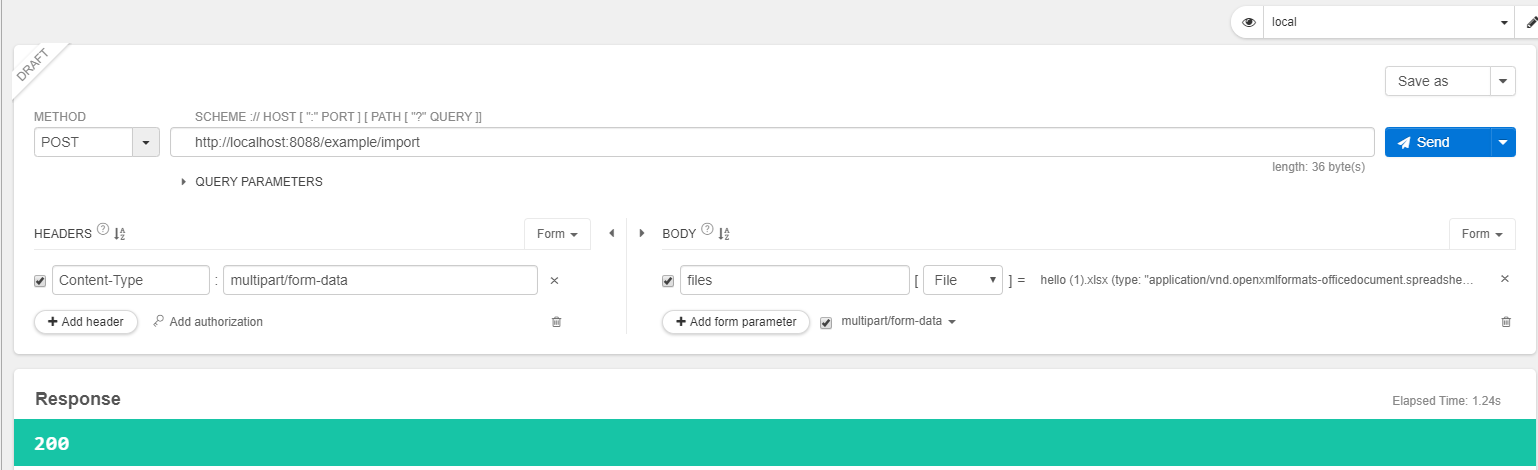 local
DRAFT
Save as
METHOD
SCHEME :// HOST [ ":" PORT ] [ PATH [ "?" QUERY ]]
POST
http://localhost:8088/example/import
Send
length: 36 byte(s)
QUERY PARAMETERS
HEADERS ? Form
BODY ? Form
Content-Type : multipart/form-data
files [ File ] = hello (1).xlsx (type: "application/vnd.openxmlformats-officedocument.spreadshe...
+ Add header Add authorization
+ Add form parameter multipart/form-data
Response
Elapsed Time: 1.24s
200